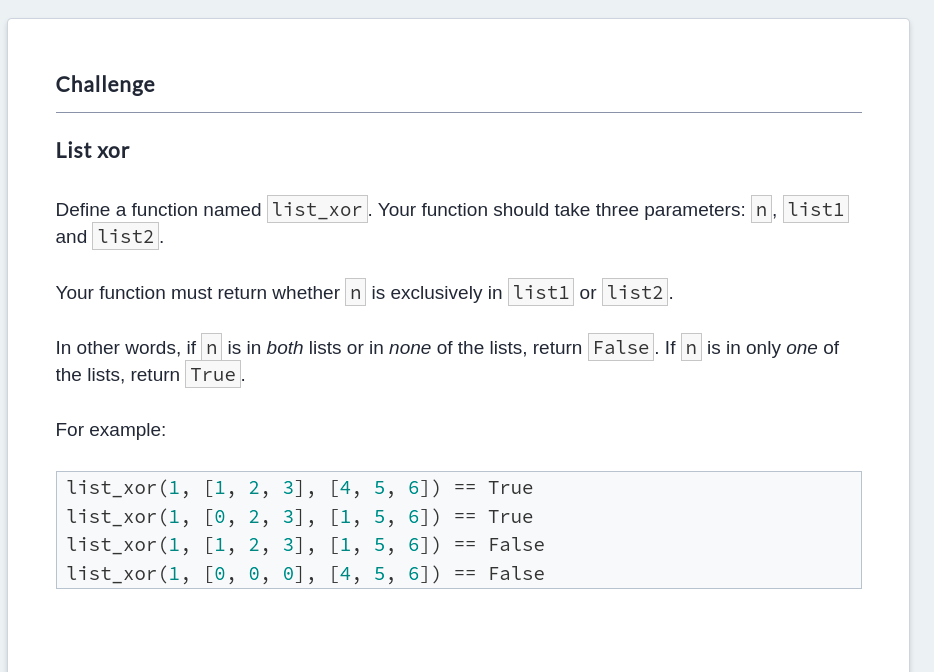 Challenge
List xor
Define a function named list_xor. Your function should take three parameters: n, list1
and list2.
Your function must return whether n is exclusively in list1 or list2.
In other words, if n is in both lists or in none of the lists, return False. If n is in only one of
the lists, return True.
For example:
list_xor(1, [1, 2, 3], [4, 5, 6]) == True
list_xor(1, [0, 2, 3], [1, 5, 6]) == True
list_xor(1, [1, 2, 3], [1, 5, 6]) == False
list_xor(1, [0, 0, 0], [4, 5, 6]) == False